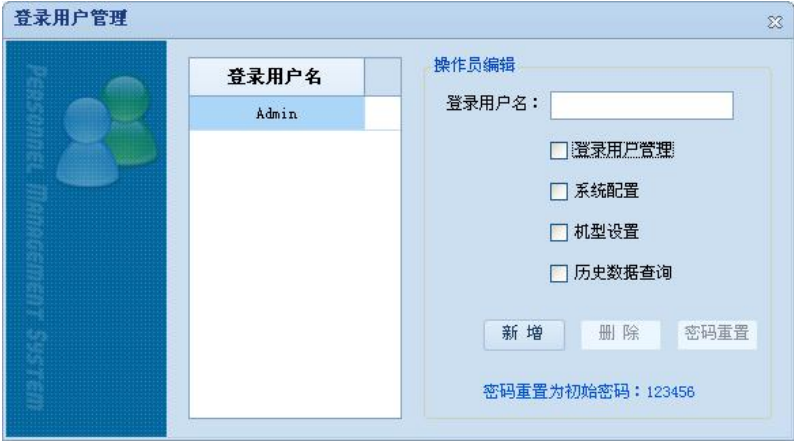 登录用户管理
PERSONNEL MANAGEMENT SYSTEM
登录用户名
Admin
操作员编辑
登录用户名：
登录用户管理
系统配置
机型设置
历史数据查询
新 增
删 除
密码重置
密码重置为初始密码：123456